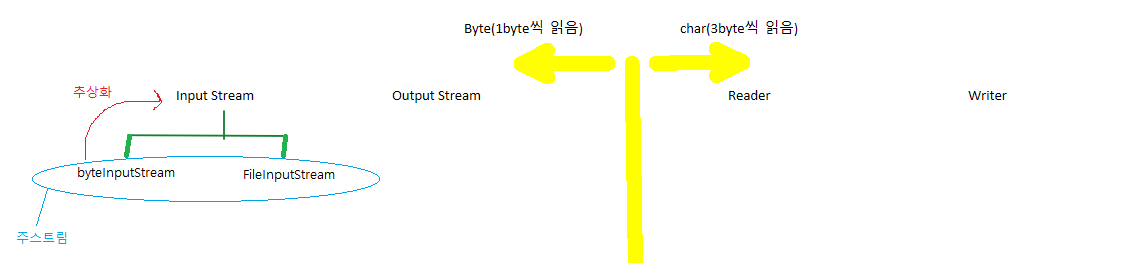 Byte(1byte씩 읽음)
char(3byte씩 읽음)
추상화
Input Stream
Output Stream
Reader
Writer
byteInputStream
FileInputStream
주스트림